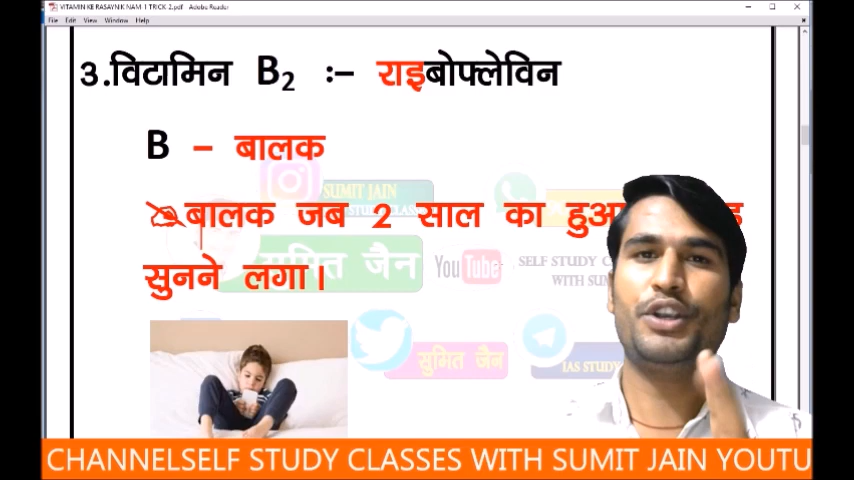 VITAMIN KE RASAYNIK NAM 1 TRICK 2.pdf - Adobe Reader
File Edit View Window Help
3.विटामिन B2 :– राइबोफ्लेविन
B – बालक
बालक जब 2 साल का हुआ
सुनने लगा।
SUMIT JAIN
सुमित जैन
YouTube
SELF STUDY
WITH
सुमित जैन
IAS STUDY
CHANNELSELF STUDY CLASSES WITH SUMIT JAIN YOUTU